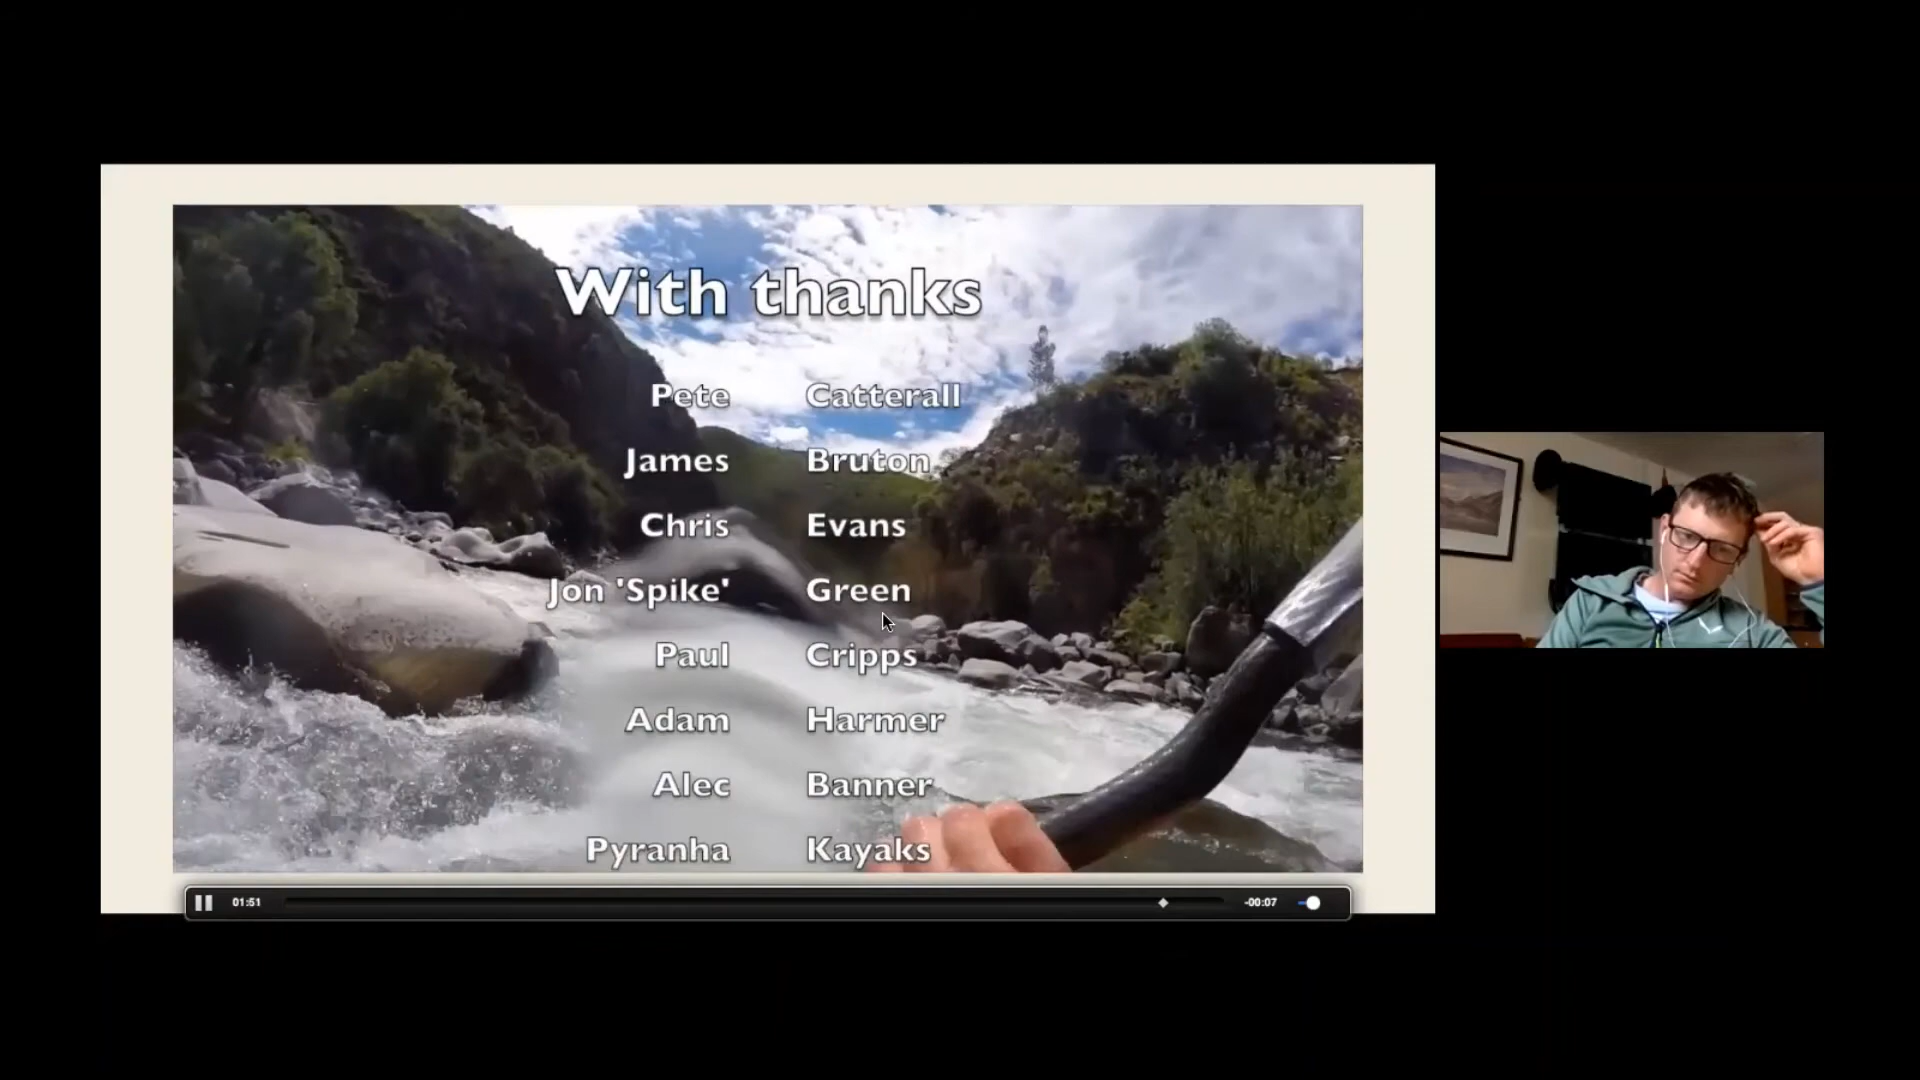 With thanks
Pete Catterall
James Bruton
Chris Evans
Jon 'Spike' Green
Paul Cripps
Adam Harmer
Alec Banner
Pyranha Kayaks
01:51 -00:07